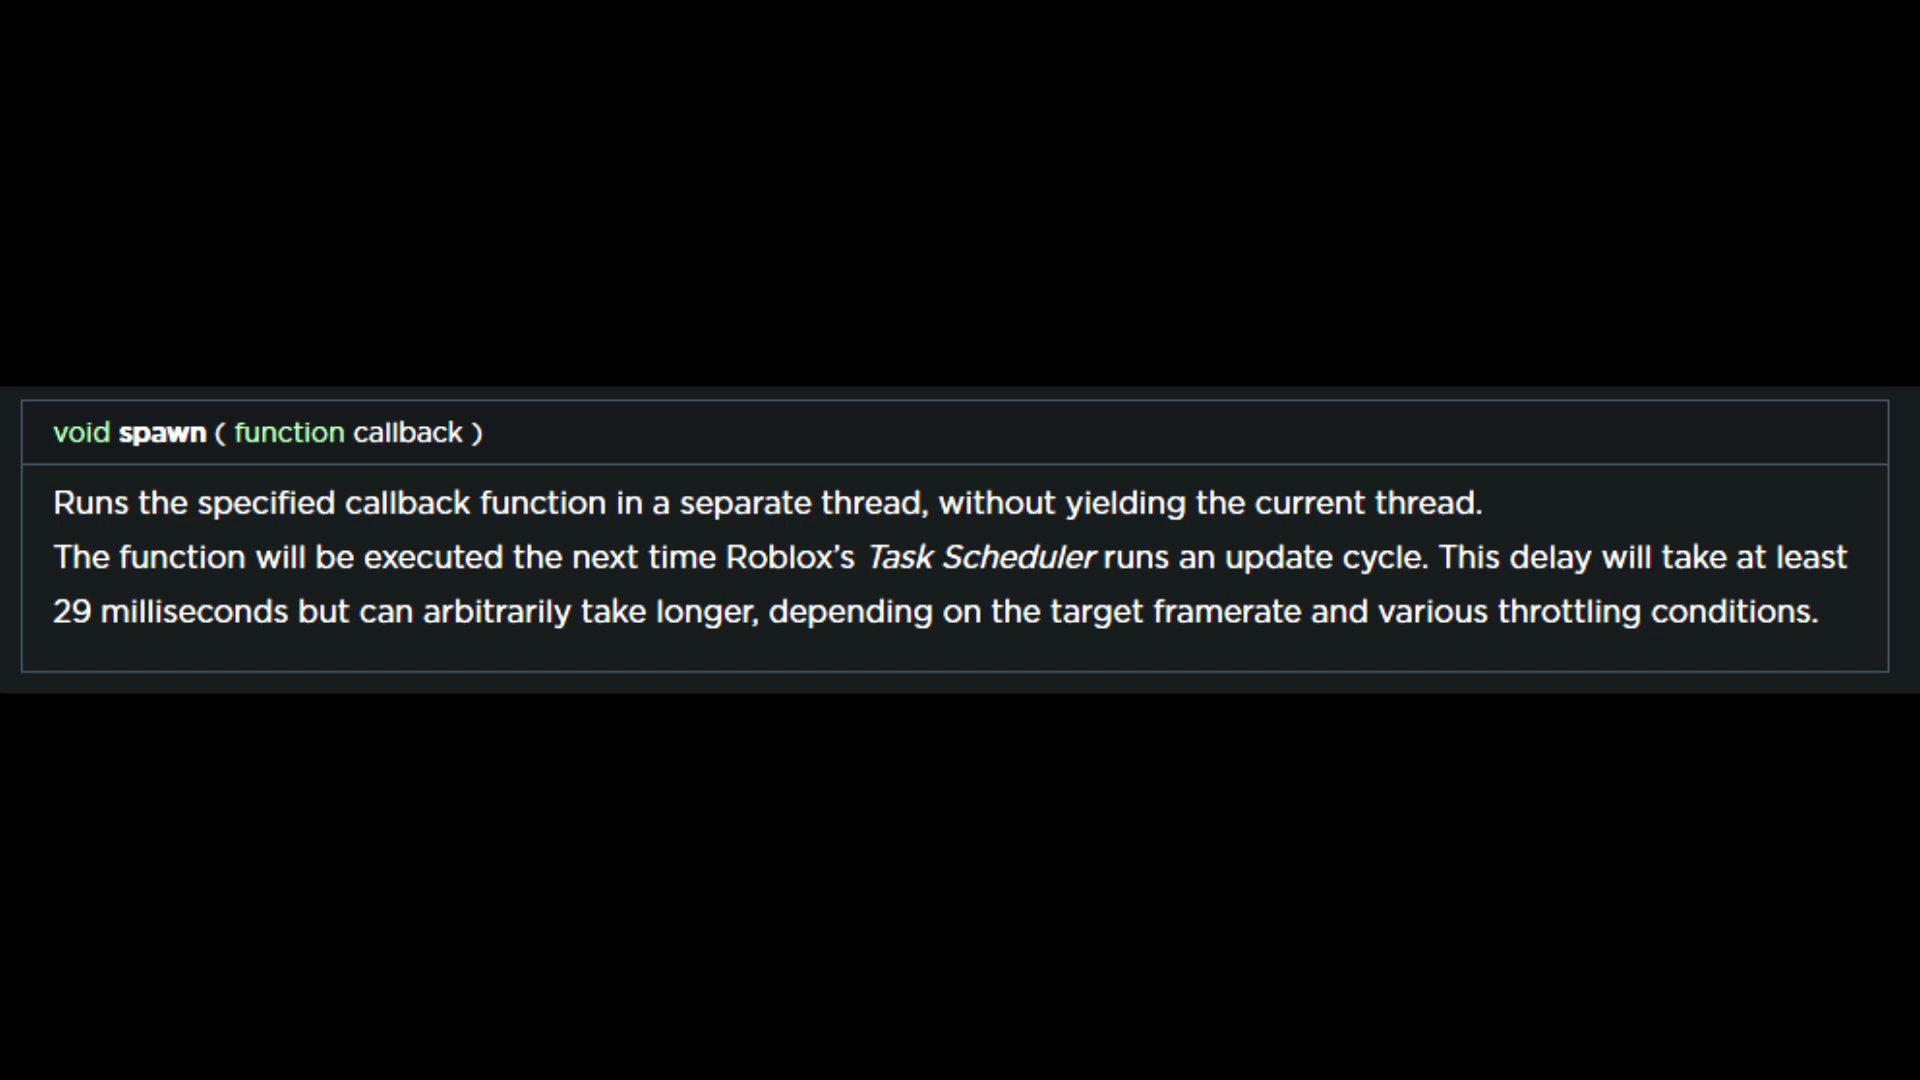 void spawn ( function callback )
Runs the specified callback function in a separate thread, without yielding the current thread.
The function will be executed the next time Roblox’s Task Scheduler runs an update cycle. This delay will take at least
29 milliseconds but can arbitrarily take longer, depending on the target framerate and various throttling conditions.